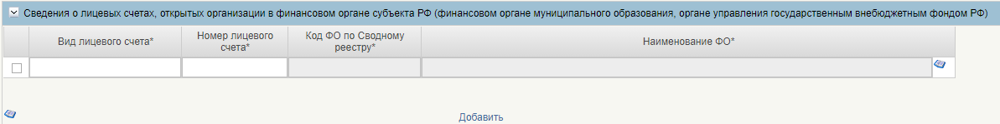 Сведения о лицевых счетах, открытых организации в финансовом органе субъекта РФ (финансовом органе муниципального образования, органе управления государственным внебюджетным фондом РФ)
Вид лицевого счета*
Номер лицевого
счета*
Код ФО по Сводному
реестру*
Наименование ФО*
Добавить